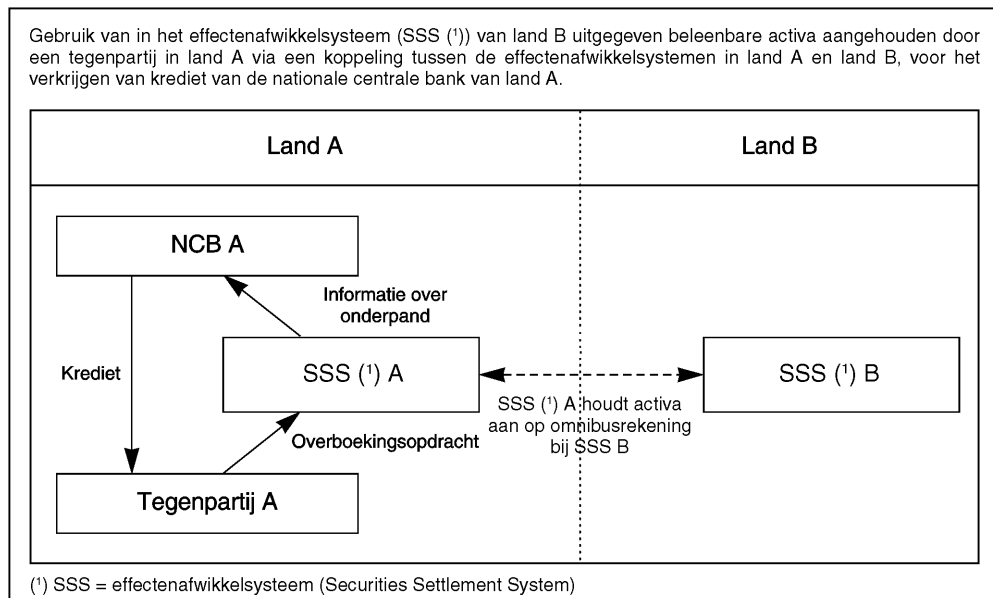 Gebruik van in het effectenafwikkelsysteem (SSS (¹)) van land B uitgegeven beleenbare activa aangehouden door
een tegenpartij in land A via een koppeling tussen de effectenafwikkelsystemen in land A en land B, voor het
verkrijgen van krediet van de nationale centrale bank van land A.
Land A
Land B
NCB A
Informatie over
onderpand
Krediet
SSS (¹) A
SSS (¹) B
SSS (¹) A houdt activa
aan op omnibusrekening
bij SSS B
Overboekingsopdracht
Tegenpartij A
(¹) SSS = effectenafwikkelsysteem (Securities Settlement System)